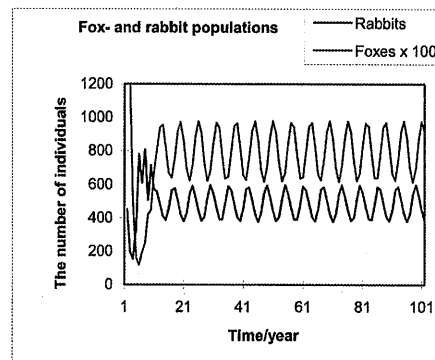 Fox- and rabbit populations
Rabbits
Foxes x 100
The number of individuals
1200
1000
800
600
400
200
0
1 21 41 61 81 101
Time/year